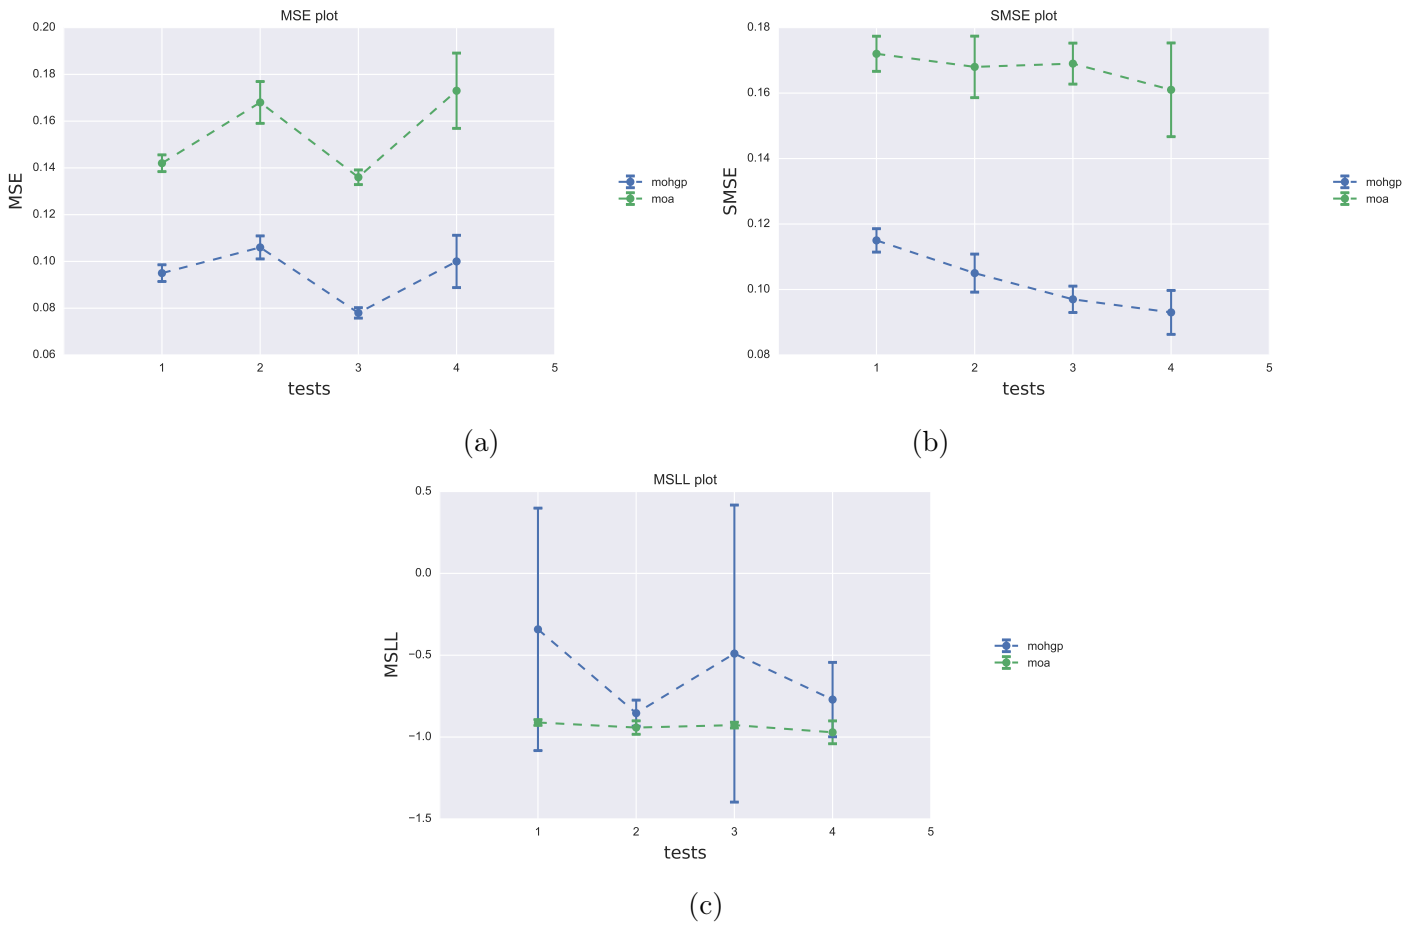 MSE plot
0.20
0.18
0.16
0.14
0.12
0.10
0.08
0.06
MSE
1 2 3 4 5
tests
mohgp
moa
(a)
SMSE plot
0.18
0.16
0.14
0.12
0.10
0.08
SMSE
1 2 3 4 5
tests
mohgp
moa
(b)
MSLL plot
0.5
0.0
−0.5
−1.0
−1.5
MSLL
1 2 3 4 5
tests
mohgp
moa
(c)